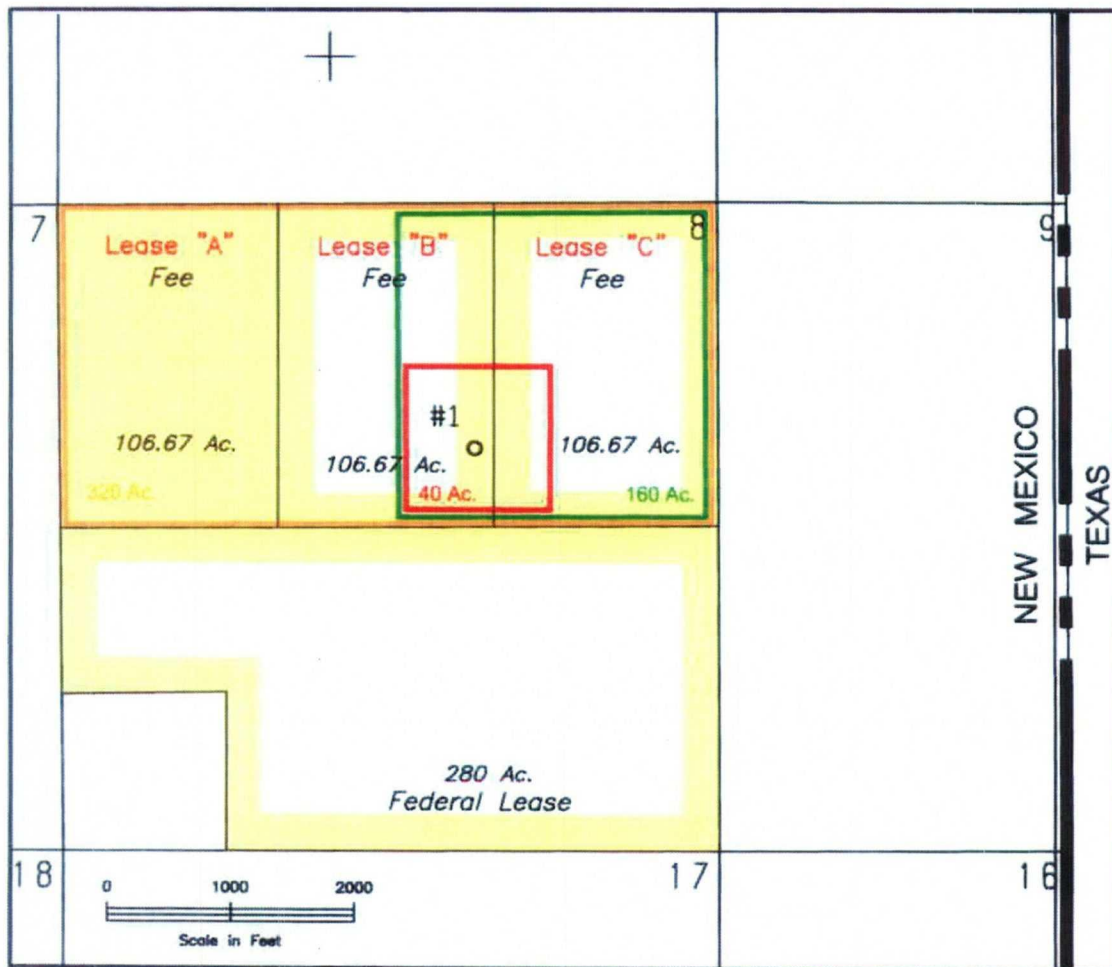 7
8
9
Lease "A"
Fee
Lease "B"
Fee
Lease "C"
Fee
#1
106.67 Ac.
106.67 Ac.
106.67 Ac.
320 Ac.
40 Ac.
160 Ac.
NEW MEXICO
TEXAS
280 Ac.
Federal Lease
18
17
16
0 1000 2000
Scale in Feet